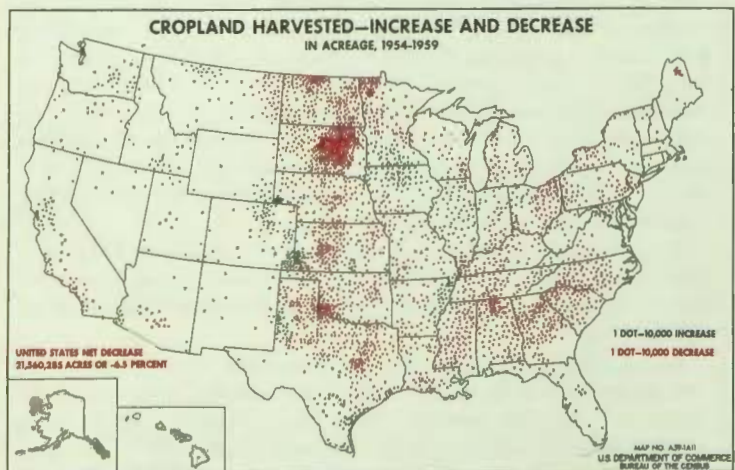 CROPLAND HARVESTED—INCREASE AND DECREASE
IN ACREAGE, 1954-1959
UNITED STATES NET DECREASE
21,560,285 ACRES OR -6.5 PERCENT
1 DOT—10,000 INCREASE
1 DOT—10,000 DECREASE
MAP NO. A59-1A11
U.S. DEPARTMENT OF COMMERCE
BUREAU OF THE CENSUS